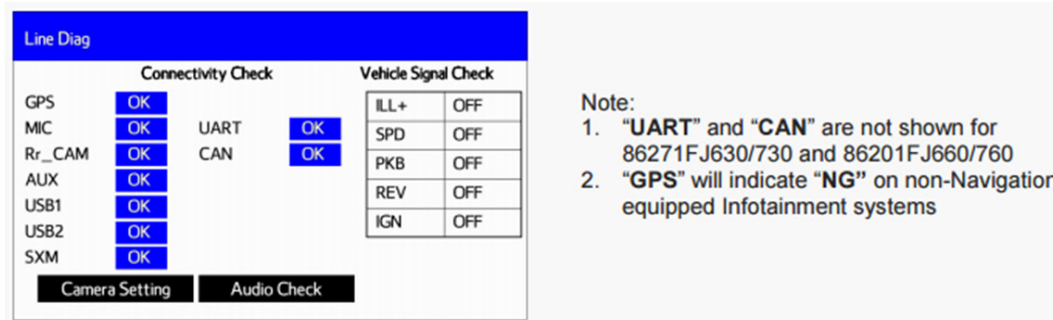 Line Diag
Connectivity Check
Vehicle Signal Check
GPS OK
MIC OK UART OK
Rr_CAM OK CAN OK
AUX OK
USB1 OK
USB2 OK
SXM OK
ILL+ OFF
SPD OFF
PKB OFF
REV OFF
IGN OFF
Camera Setting
Audio Check
Note:
1. “UART” and “CAN” are not shown for
86271FJ630/730 and 86201FJ660/760
2. “GPS” will indicate “NG” on non-Navigation
equipped Infotainment systems